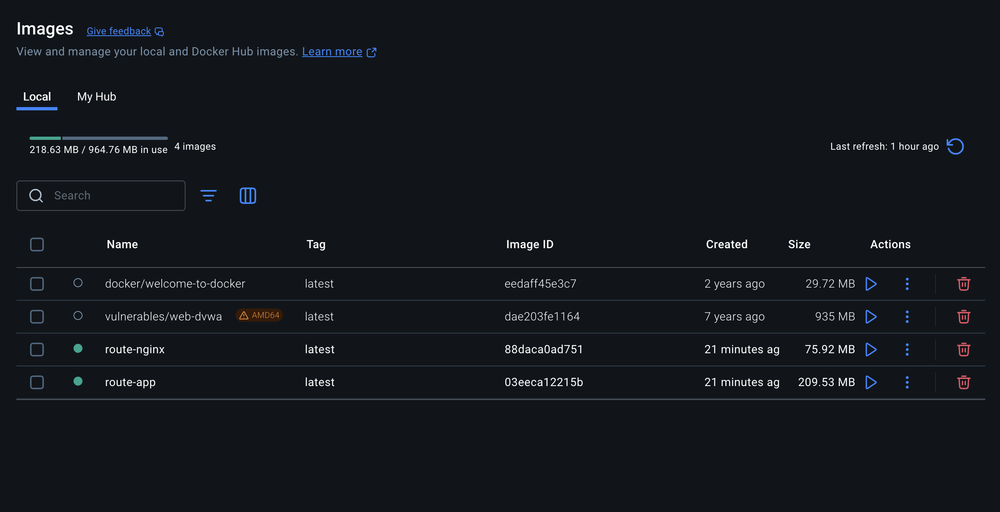 Images Give feedback
View and manage your local and Docker Hub images. Learn more
Local My Hub
218.63 MB / 964.76 MB in use 4 images Last refresh: 1 hour ago
Search
Name Tag Image ID Created Size Actions
docker/welcome-to-docker latest eedaff45e3c7 2 years ago 29.72 MB
vulnerables/web-dvwa AMD64 latest dae203fe1164 7 years ago 935 MB
route-nginx latest 88daca0ad751 21 minutes ag 75.92 MB
route-app latest 03eeca12215b 21 minutes ag 209.53 MB